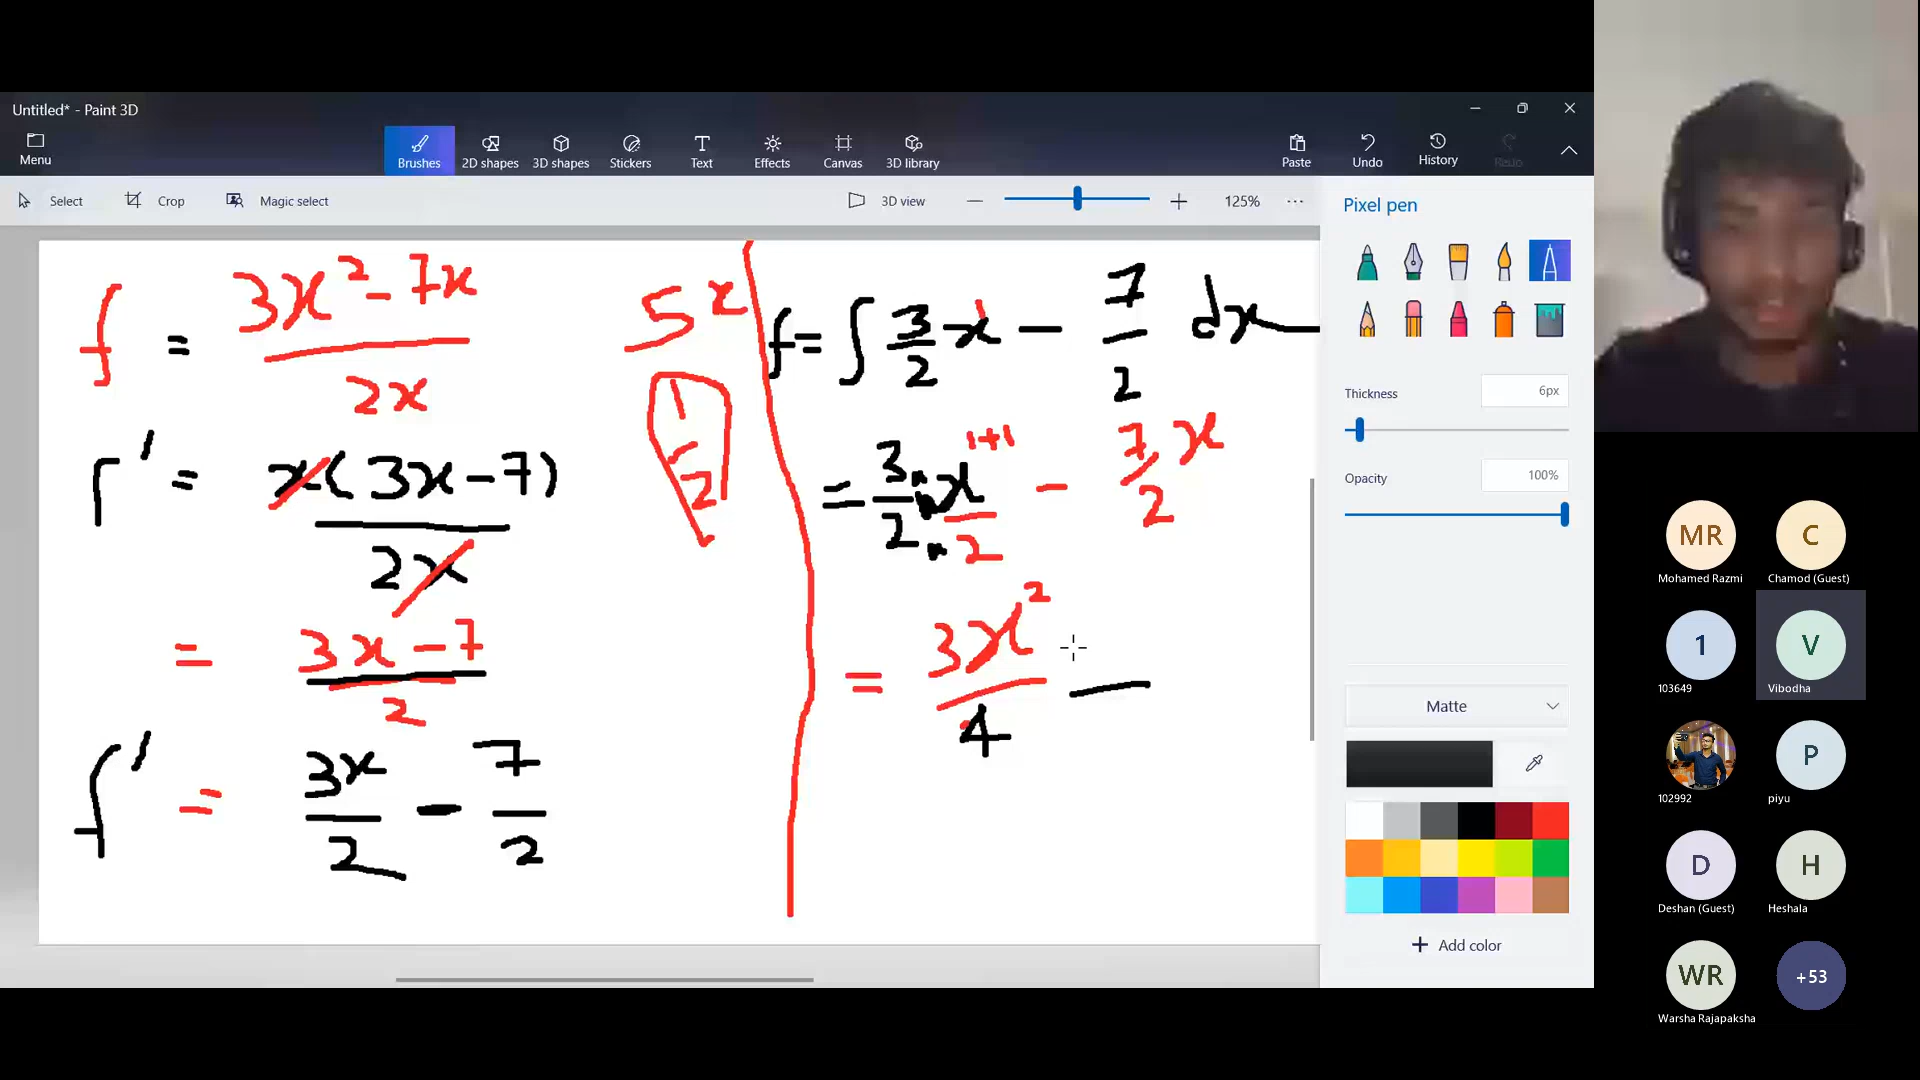 Untitled* - Paint 3D
Menu
Brushes
2D shapes
3D shapes
Stickers
Text
Effects
Canvas
3D library
Paste
Undo
History
Redo
Select
Crop
Magic select
3D view
125%
Pixel pen
Thickness
6px
Opacity
100%
Matte
Add color
f = 3x² - 7x / 2x
f' = x(3x - 7) / 2x
= 3x - 7 / 2
f' = 3x/2 - 7/2
5x
1
2
f = ∫ 3/2 x¹ - 7/2 dx
= 3/2 x¹⁺¹/2 - 7/2 x
= 3x²/4 —
MR
Mohamed Razmi
C
Chamod (Guest)
1
103649
V
Vibodha
102992
P
piyu
D
Deshan (Guest)
H
Heshala
WR
Warsha Rajapaksha
+53